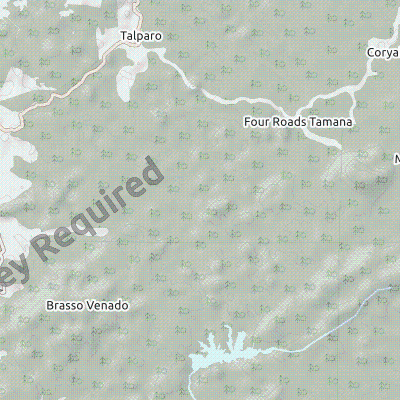 Talparo
Corya
Four Roads Tamana
M
ey Required
Brasso Venado